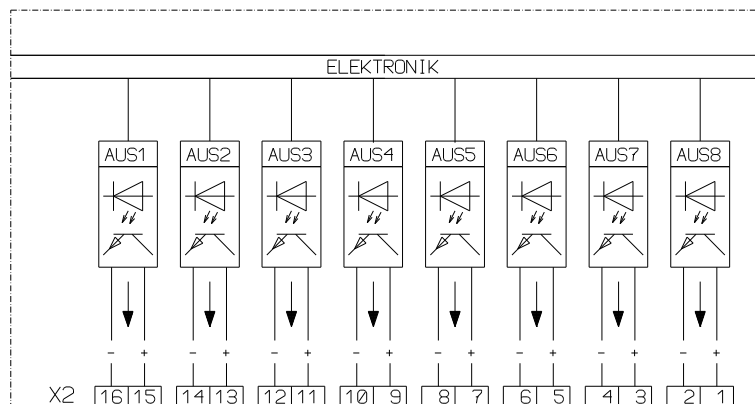 ELEKTRONIK
AUS1 AUS2 AUS3 AUS4 AUS5 AUS6 AUS7 AUS8
- + - + - + - + - + - + - + - +
X2 16 15 14 13 12 11 10 9 8 7 6 5 4 3 2 1